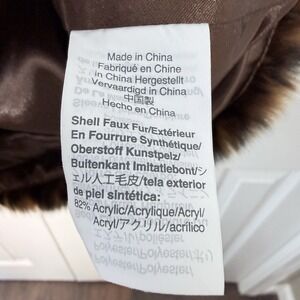 Made in China
Fabriqué en Chine
in China Hergestellt
Vervaardigd in China
中国製
Hecho en China
Shell Faux Fur/Extérieur
En Fourrure Synthétique/
Oberstoff Kunstpelz/
Buitenkant Imitatiebont/シ
ェル人工毛皮/tela exterior
de piel sintética:
82% Acrylic/Acrylique/Acryl/
Acryl/アクリル/acrílico